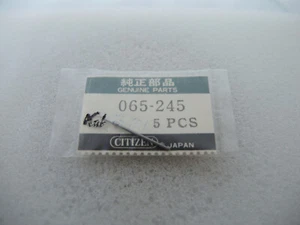 純正部品
GENUINE PARTS
065-245
5 PCS
CITIZEN
JAPAN